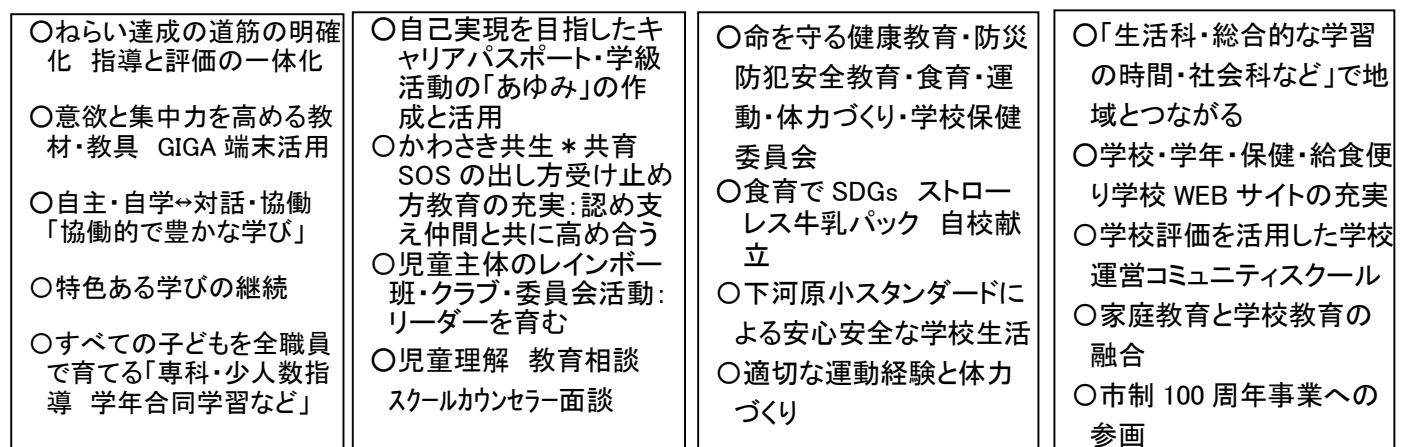 〇ねらい達成の道筋の明確
化 指導と評価の一体化
〇意欲と集中力を高める教
材・教具 GIGA 端末活用
〇自主・自学↔対話・協働
「協働的で豊かな学び」
〇特色ある学びの継続
〇すべての子どもを全職員
で育てる「専科・少人数指
導 学年合同学習など」
〇自己実現を目指したキ
ャリアパスポート・学級
活動の「あゆみ」の作
成と活用
〇かわさき共生＊共育
SOS の出し方受け止め
方教育の充実：認め支
え仲間と共に高め合う
〇児童主体のレインボー
班・クラブ・委員会活動：
リーダーを育む
〇児童理解 教育相談
スクールカウンセラー面談
〇命を守る健康教育・防災
防犯安全教育・食育・運
動・体力づくり・学校保健
委員会
〇食育で SDGs ストロー
レス牛乳パック 自校献
立
〇下河原小スタンダードに
よる安心安全な学校生活
〇適切な運動経験と体力
づくり
〇「生活科・総合的な学習
の時間・社会科など」で地
域とつながる
〇学校・学年・保健・給食便
り学校 WEB サイトの充実
〇学校評価を活用した学校
運営コミュニティスクール
〇家庭教育と学校教育の
融合
〇市制 100 周年事業への
参画